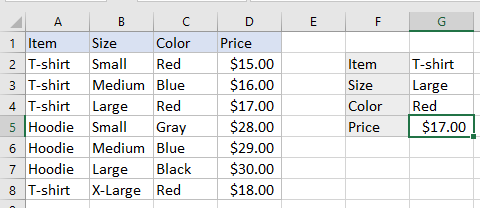 A B C D E F G
1 Item Size Color Price
2 T-shirt Small Red $15.00 Item T-shirt
3 T-shirt Medium Blue $16.00 Size Large
4 T-shirt Large Red $17.00 Color Red
5 Hoodie Small Gray $28.00 Price $17.00
6 Hoodie Medium Blue $29.00
7 Hoodie Large Black $30.00
8 T-shirt X-Large Red $18.00